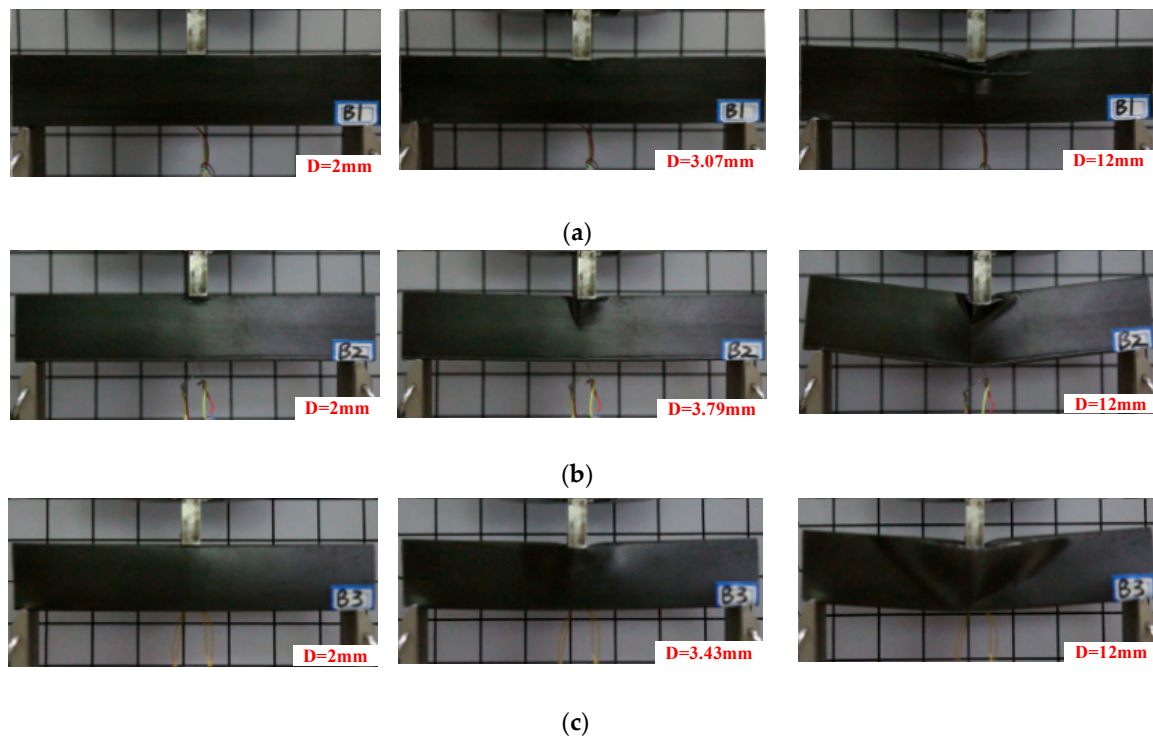 B1 B1 B1
D=2mm D=3.07mm D=12mm
(a)
B2 B2 B2
D=2mm D=3.79mm D=12mm
(b)
B3 B3 B3
D=2mm D=3.43mm D=12mm
(c)